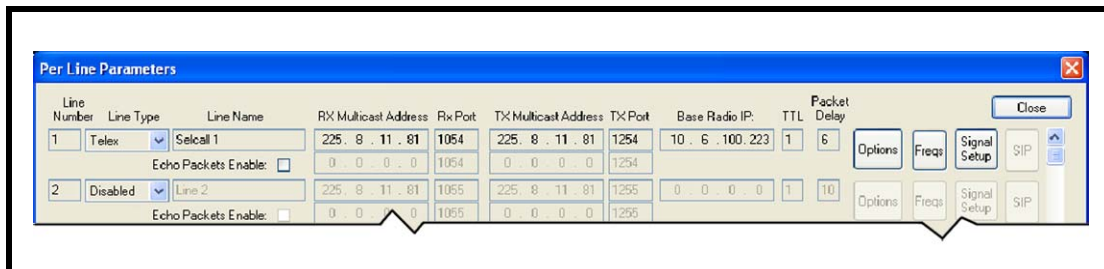 Per Line Parameters
Line Number Line Type Line Name RX Multicast Address Rx Port TX Multicast Address TX Port Base Radio IP: TTL Packet Delay Close
1 Telex Selcall 1 225. 8 . 11 . 81 1054 225. 8 . 11 . 81 1254 10 . 6 .100.223 1 6 Options Freqs Signal Setup SIP
Echo Packets Enable: 0 . 0 . 0 . 0 1054 0 . 0 . 0 . 0 1254
2 Disabled Line 2 225. 8 . 11 . 81 1055 225. 8 . 11 . 81 1255 0 . 0 . 0 . 0 1 10 Options Freqs Signal Setup SIP
Echo Packets Enable: 0 . 0 . 0 . 0 1055 0 . 0 . 0 . 0 1255